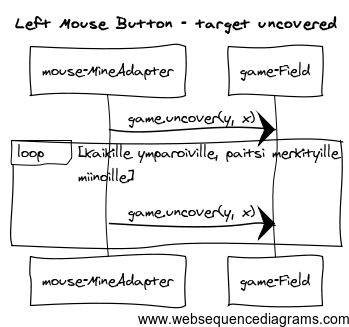 Left Mouse Button - target uncovered
mouse-MineAdapter game-Field
game.uncover(y, x)
loop [kaikille ymparoiville, paitsi merkityille
miinoille]
game.uncover(y, x)
mouse-MineAdapter game-Field
www.websequencediagrams.com